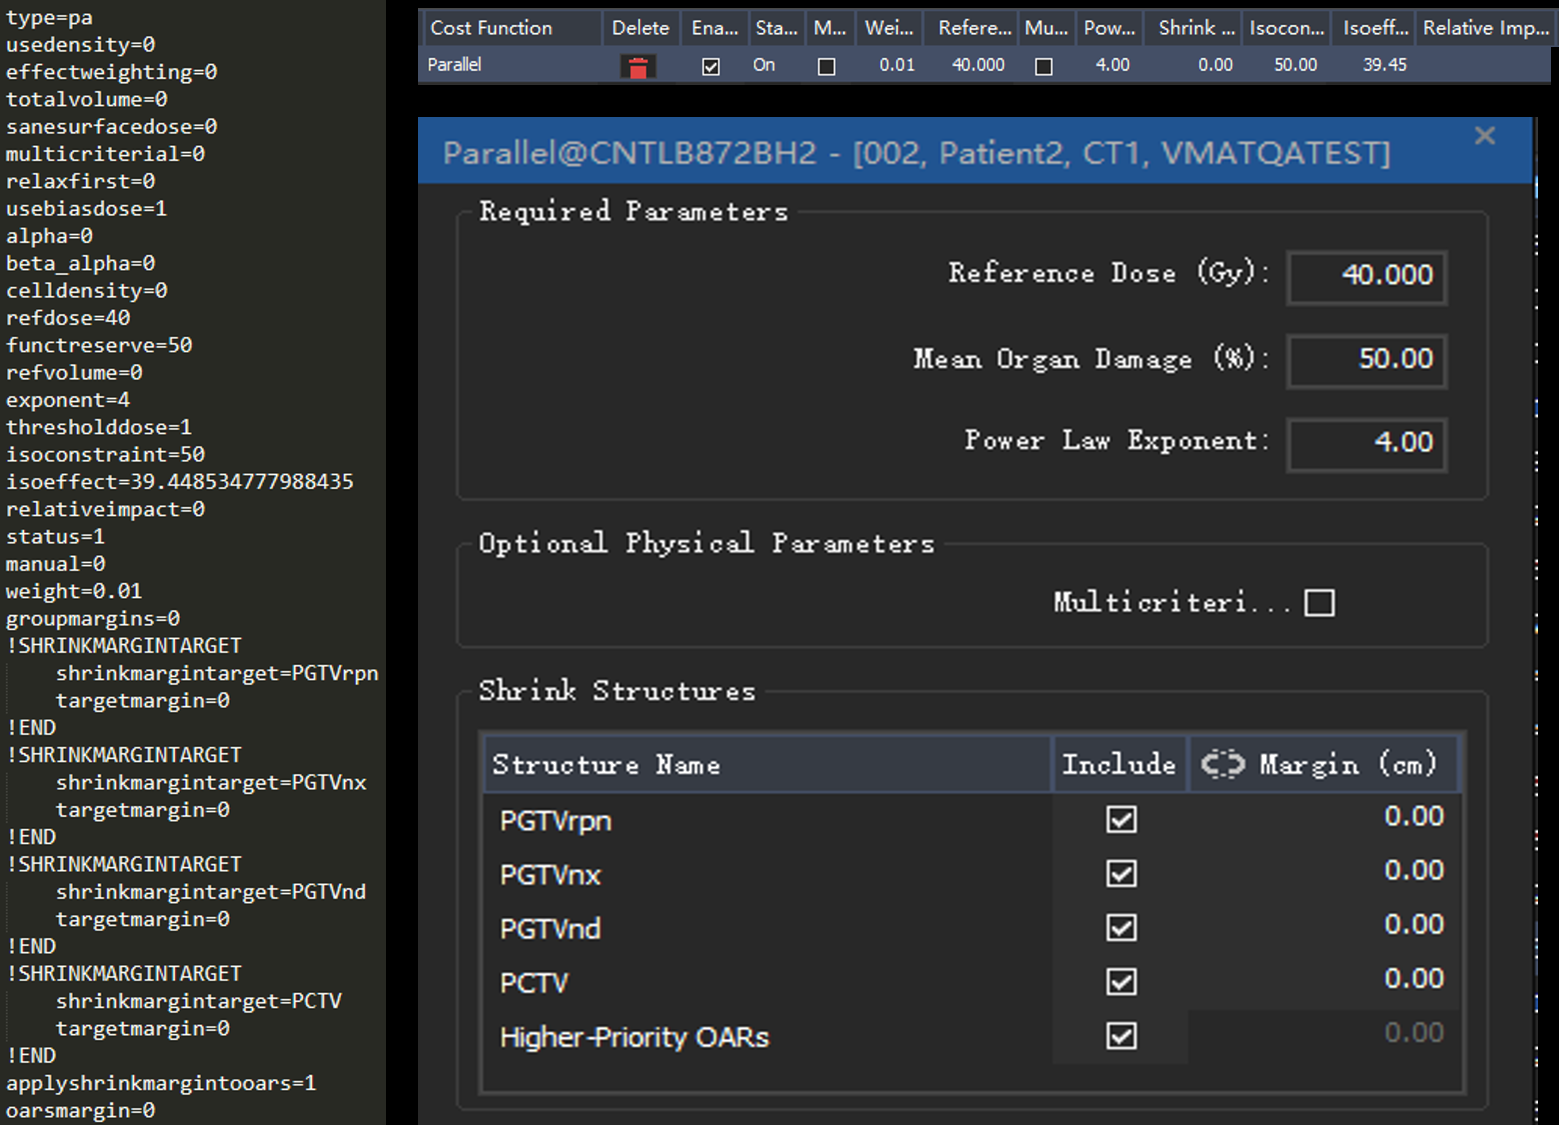 type=pa
usedensity=0
effectweighting=0
totalvolume=0
sanesurfacedose=0
multicriterial=0
relaxfirst=0
usebiasdose=1
alpha=0
beta_alpha=0
celldensity=0
refdose=40
functreserve=50
refvolume=0
exponent=4
thresholddose=1
isoconstraint=50
isoeffect=39.448534777988435
relativeimpact=0
status=1
manual=0
weight=0.01
groupmargins=0
!SHRINKMARGINTARGET
shrinkmargintarget=PGTVrpn
targetmargin=0
!END
!SHRINKMARGINTARGET
shrinkmargintarget=PGTVnx
targetmargin=0
!END
!SHRINKMARGINTARGET
shrinkmargintarget=PGTVnd
targetmargin=0
!END
!SHRINKMARGINTARGET
shrinkmargintarget=PCTV
targetmargin=0
!END
applyshrinkmargintooars=1
oarsmargin=0
Cost Function Delete Ena... Sta... M... Wei... Refere... Mu... Pow... Shrink ... Isocon... Isoeff... Relative Imp...
Parallel On 0.01 40.000 4.00 0.00 50.00 39.45
Parallel@CNTLB872BH2 - [002, Patient2, CT1, VMATQATEST]
Required Parameters
Reference Dose (Gy): 40.000
Mean Organ Damage (%): 50.00
Power Law Exponent: 4.00
Optional Physical Parameters
Multicriteri...
Shrink Structures
Structure Name Include Margin (cm)
PGTVrpn 0.00
PGTVnx 0.00
PGTVnd 0.00
PCTV 0.00
Higher-Priority OARs 0.00